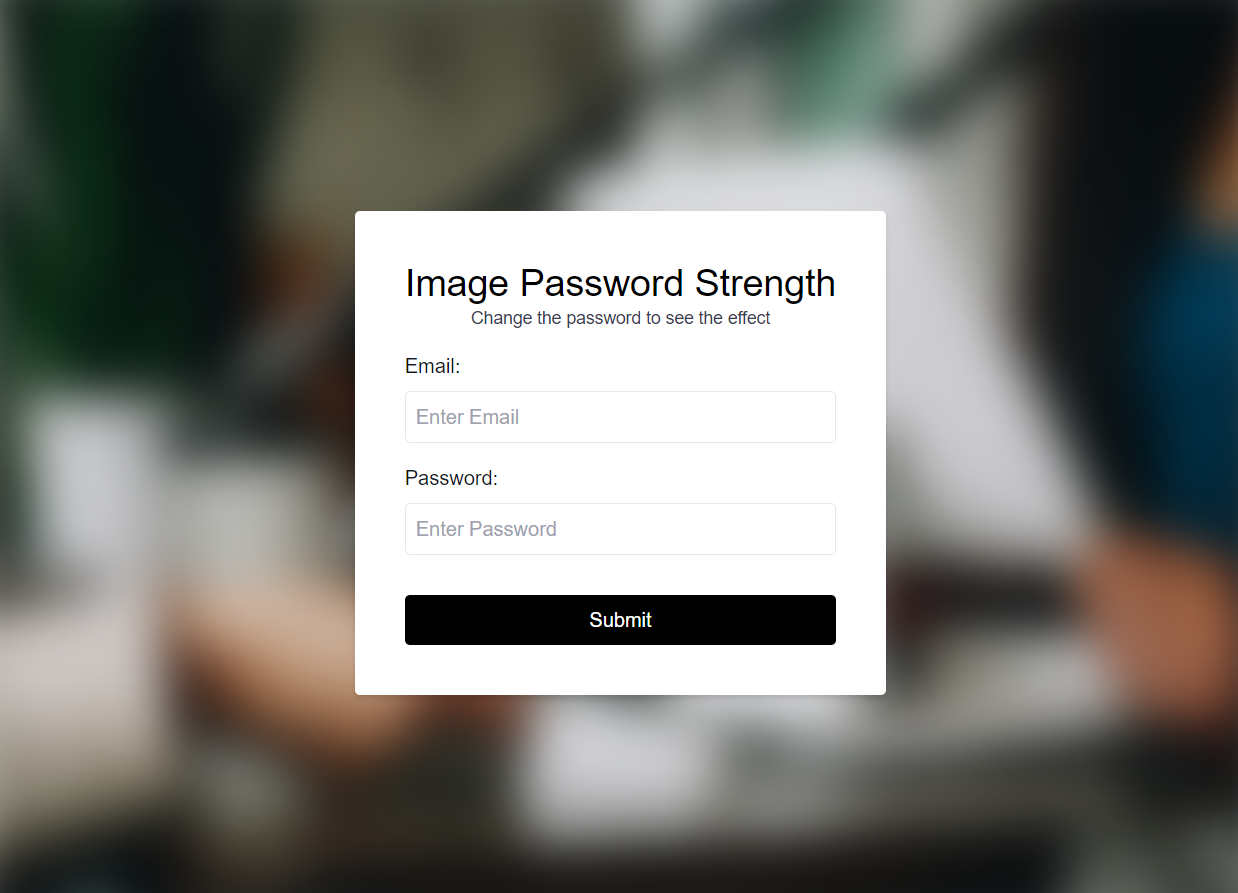 Image Password Strength
Change the password to see the effect
Email:
Enter Email
Password:
Enter Password
Submit